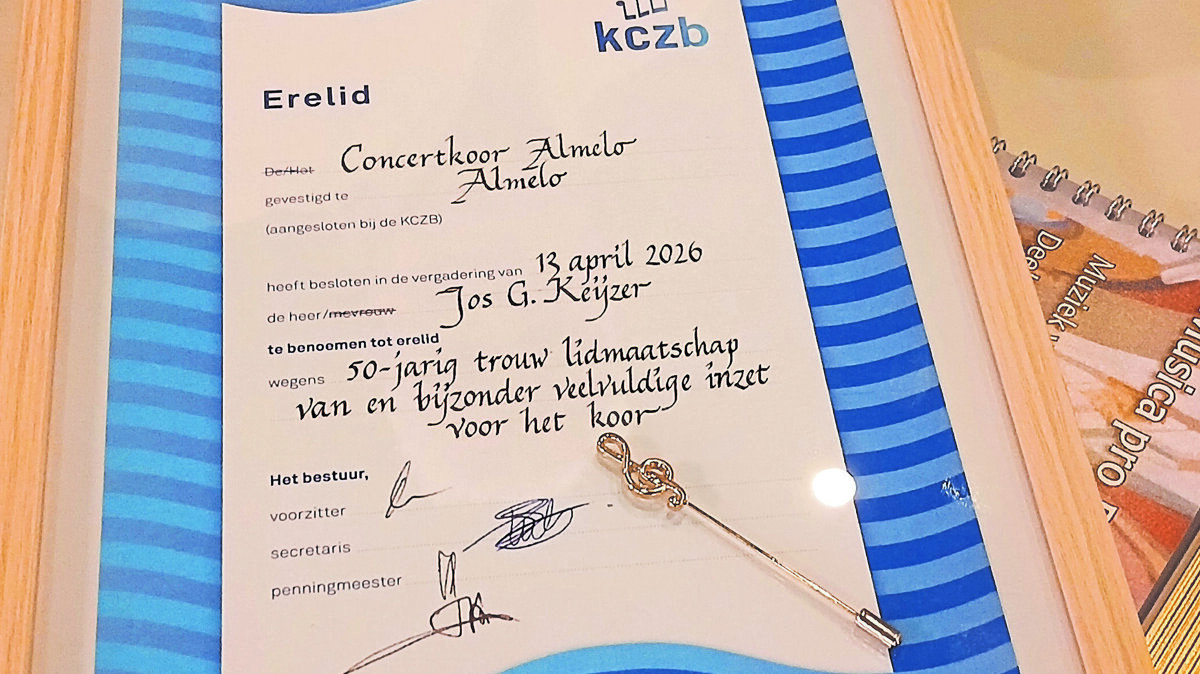 kczb
Erelid
De/Het Concertkoor Almelo
gevestigd te Almelo
(aangesloten bij de KCZB)
heeft besloten in de vergadering van 13 april 2026
de heer/mevrouw Jos G. Keijzer
te benoemen tot erelid
wegens 50-jarig trouw lidmaatschap
van en bijzonder veelvuldige inzet
voor het koor
Het bestuur,
voorzitter
secretaris
penningmeester
Muziek
Musica pro